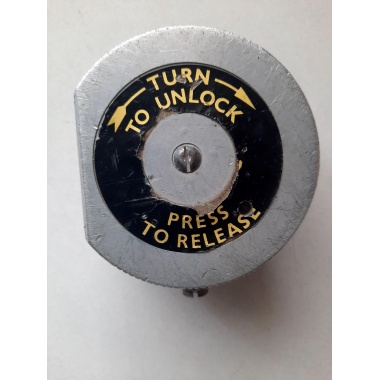 TURN
TO UNLOCK
PRESS
TO RELEASE